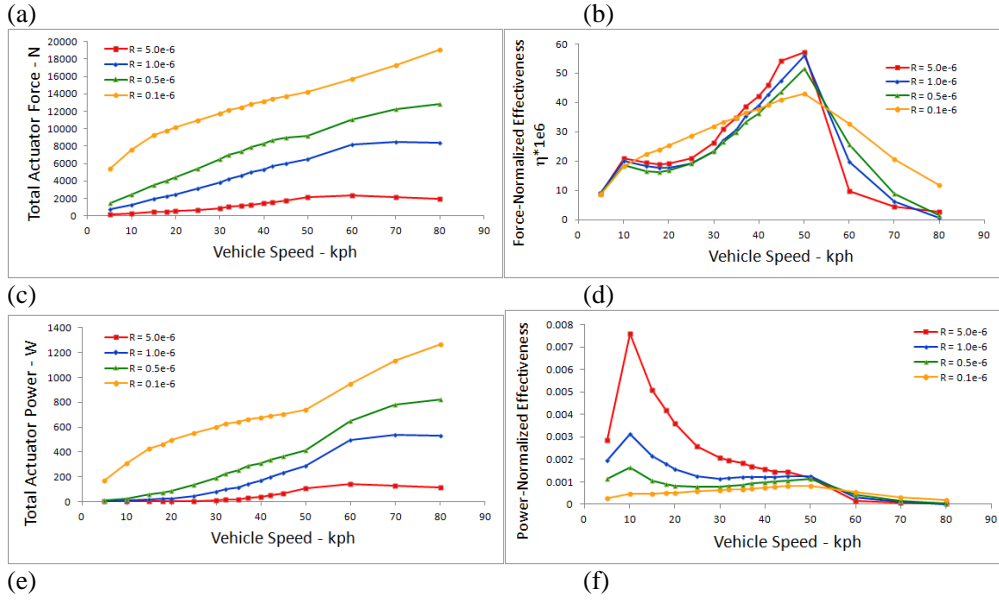 (a)
(b)
Total Actuator Force - N
20000
18000
16000
14000
12000
10000
8000
6000
4000
2000
0
R = 5.0e-6
R = 1.0e-6
R = 0.5e-6
R = 0.1e-6
0 10 20 30 40 50 60 70 80 90
Vehicle Speed - kph
Force-Normalized Effectiveness
η*1e6
60
50
40
30
20
10
0
R = 5.0e-6
R = 1.0e-6
R = 0.5e-6
R = 0.1e-6
0 10 20 30 40 50 60 70 80 90
Vehicle Speed - kph
(c)
(d)
Total Actuator Power - W
1400
1200
1000
800
600
400
200
0
R = 5.0e-6
R = 1.0e-6
R = 0.5e-6
R = 0.1e-6
0 10 20 30 40 50 60 70 80 90
Vehicle Speed - kph
Power-Normalized Effectiveness
0.008
0.007
0.006
0.005
0.004
0.003
0.002
0.001
0
R = 5.0e-6
R = 1.0e-6
R = 0.5e-6
R = 0.1e-6
0 10 20 30 40 50 60 70 80 90
Vehicle Speed - kph
(e)
(f)